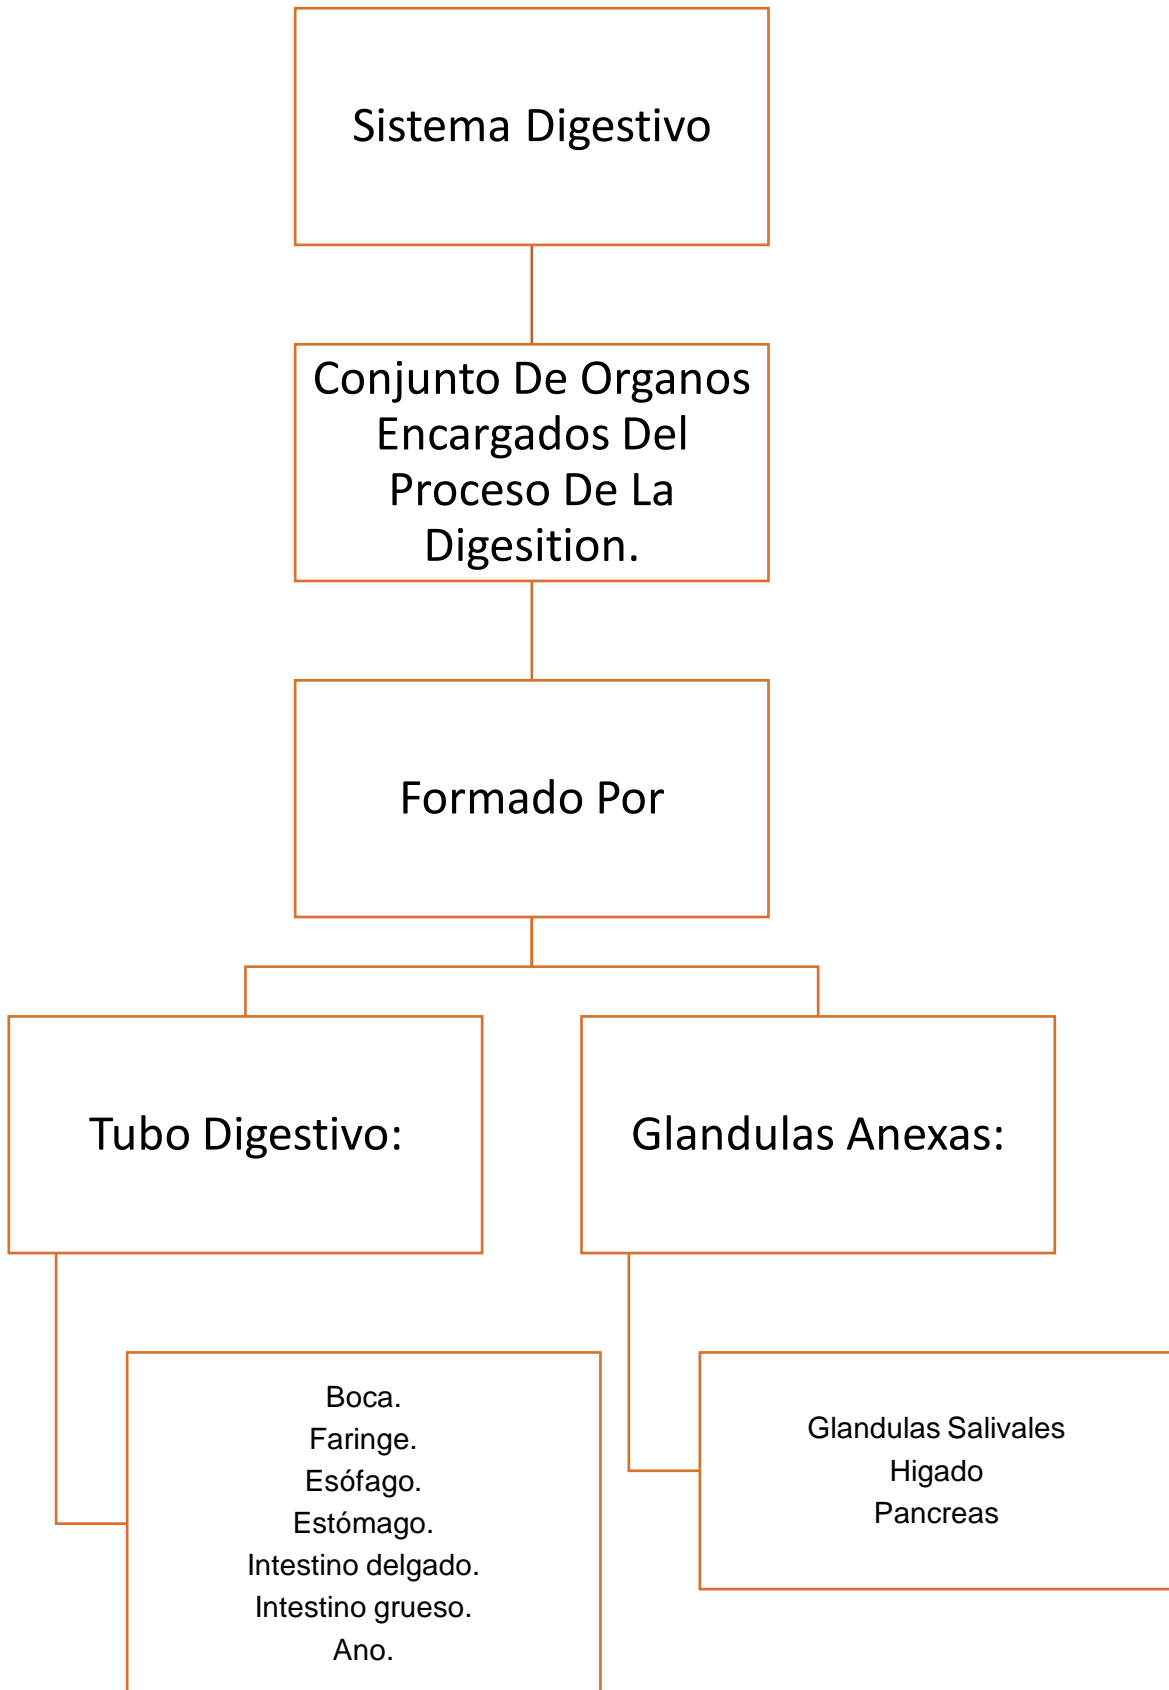 Sistema Digestivo
Conjunto De Organos
Encargados Del
Proceso De La
Digesition.
Formado Por
Tubo Digestivo:
Glandulas Anexas:
Boca.
Faringe.
Esófago.
Estómago.
Intestino delgado.
Intestino grueso.
Ano.
Glandulas Salivales
Higado
Pancreas